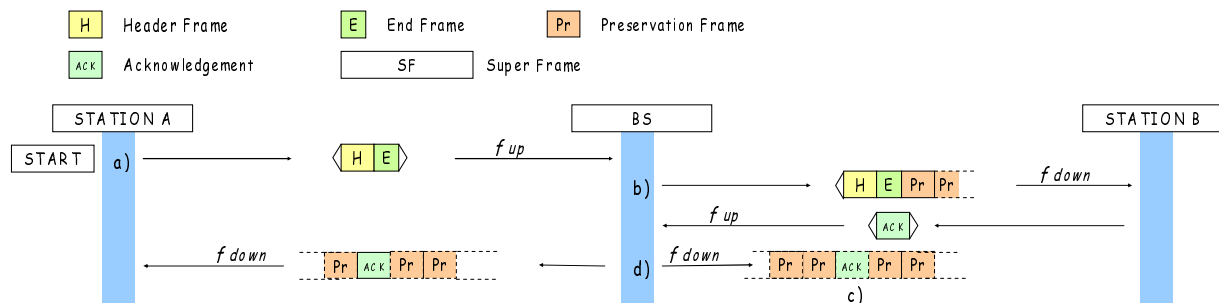 H Header Frame E End Frame Pr Preservation Frame
ACK Acknowledgement SF Super Frame
STATION A BS STATION B
START a) H E f up
b) H E Pr Pr f down
f up ACK
f down Pr ACK Pr Pr d) f down Pr Pr ACK Pr Pr
c)